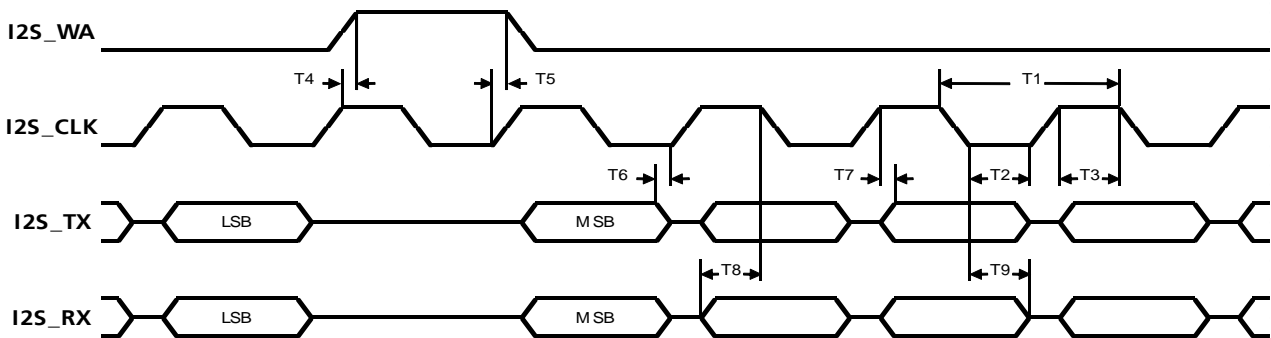 I2S_WA
T4
T5
T1
I2S_CLK
T6
T7
T2
T3
I2S_TX
LSB
MSB
T8
T9
I2S_RX
LSB
MSB